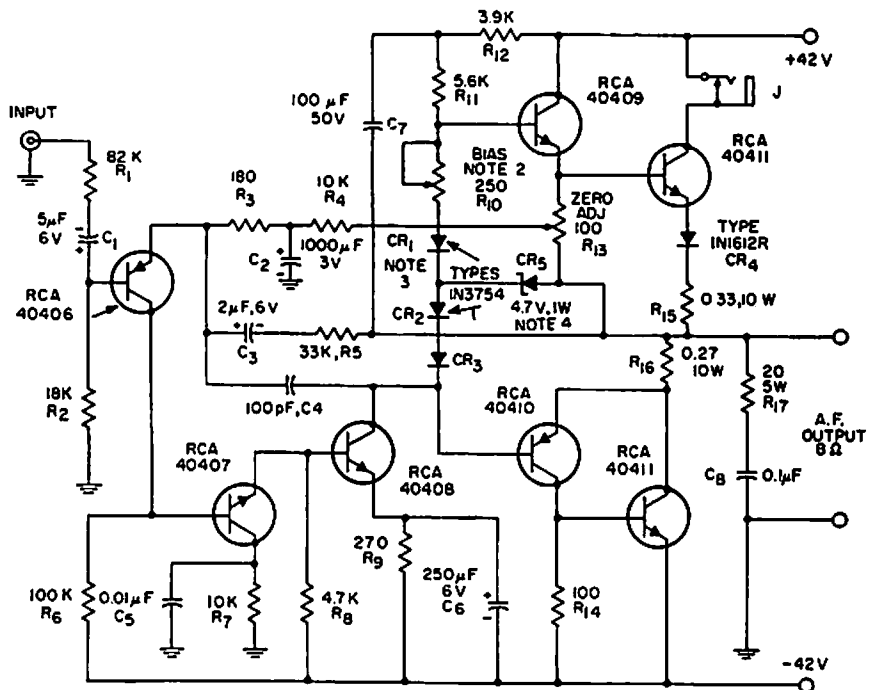 3.9K
R12
+42V
5.6K
R11
RCA
40409
J
INPUT
100 µF
50V
C7
82 K
R1
BIAS
NOTE 2
250
R10
RCA
40411
180
R3
10K
R4
ZERO
ADJ
100
R13
5µF
6V
C1
C2
1000µF
3V
CR1
NOTE
3
TYPES
1N3754
CR5
TYPE
1N1612R
CR4
RCA
40406
2µF, 6V
C3
33K, R5
CR2
4.7V, 1W
NOTE 4
R15
0.33, 10 W
CR3
R16
0.27
10W
20
5W
R17
18K
R2
100pF, C4
RCA
40410
A.F.
OUTPUT
8Ω
RCA
40407
RCA
40408
RCA
40411
C8
0.1µF
270
R9
250µF
6V
C6
100 K
R6
0.01µF
C5
10K
R7
4.7K
R8
100
R14
-42V